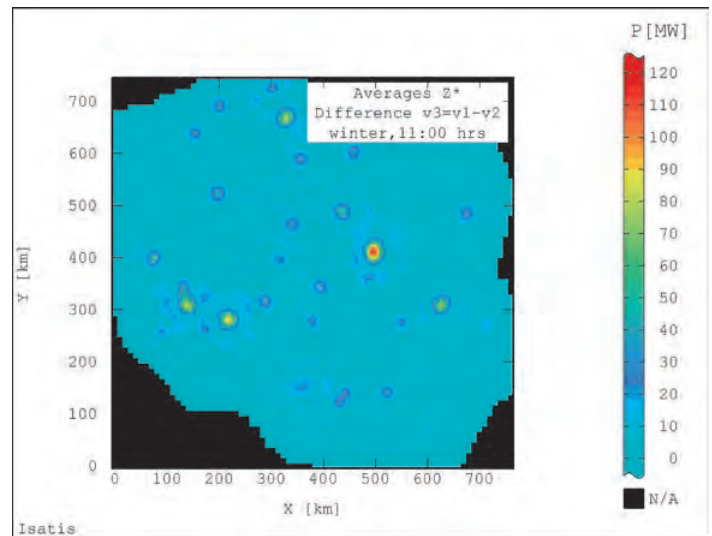 P[MW]
Averages Z*
Difference v3=v1-v2
winter,11:00 hrs
120
110
100
90
80
70
60
50
40
30
20
10
0
N/A
700
600
500
400
300
200
100
0
Y [km]
0 100 200 300 400 500 600 700
X [km]
Isatis